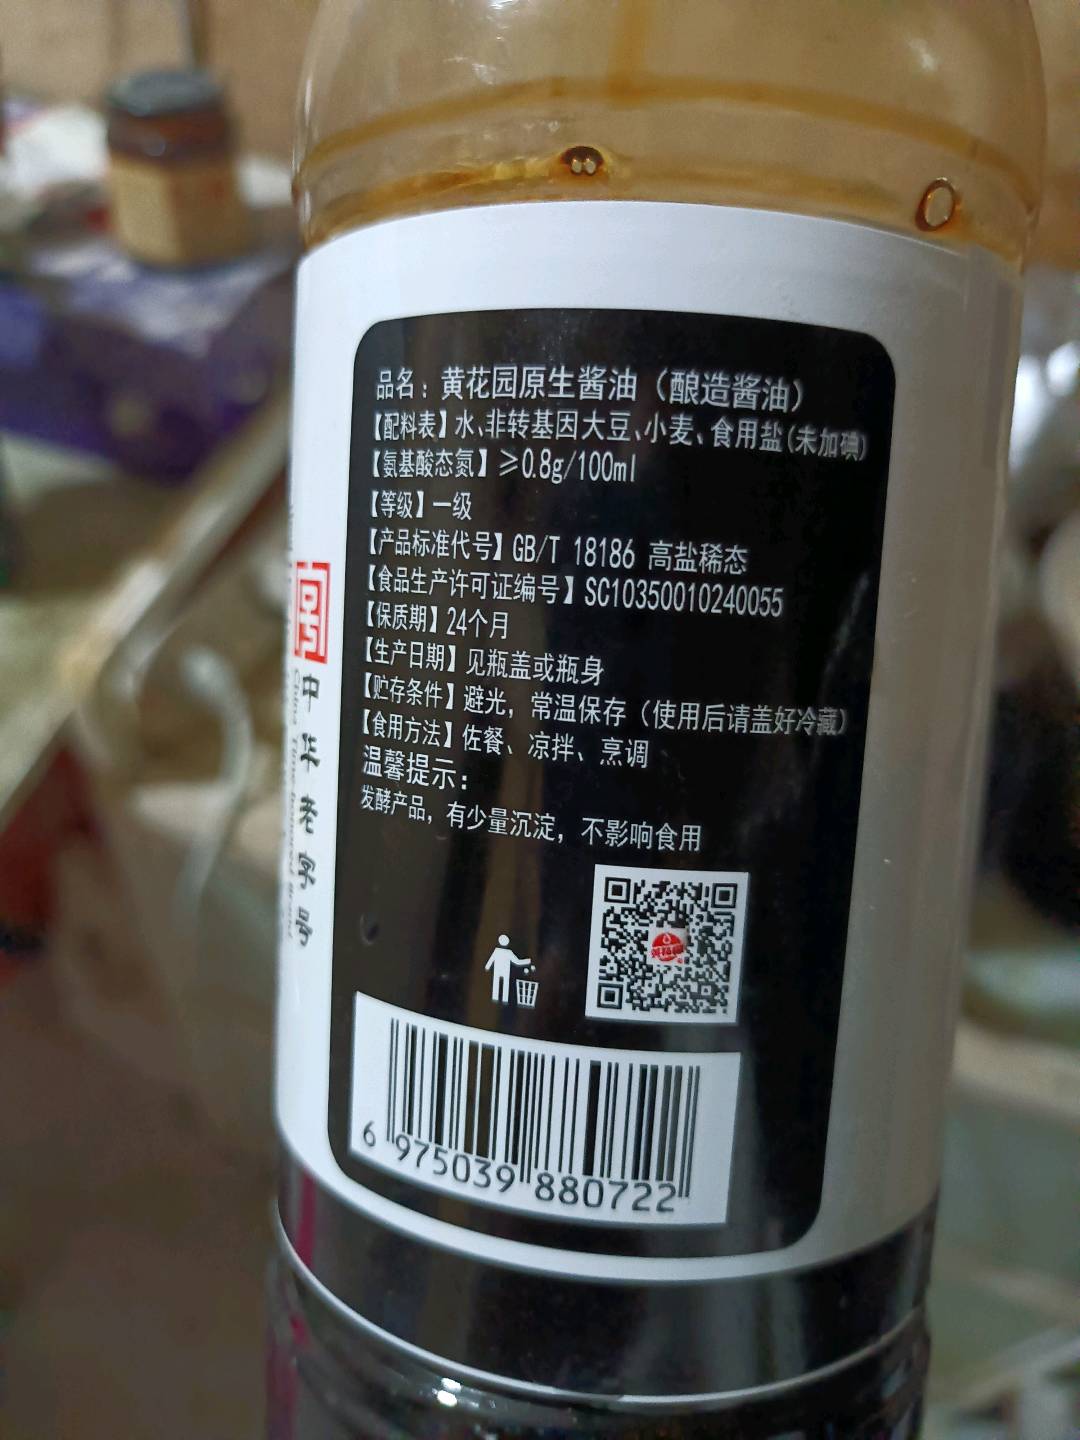 品名：黄花园原生酱油（酿造酱油）
【配料表】水、非转基因大豆、小麦、食用盐(未加碘)
【氨基酸态氮】≥0.8g/100ml
【等级】一级
【产品标准代号】GB/T 18186 高盐稀态
【食品生产许可证编号】SC10350010240055
【保质期】24个月
【生产日期】见瓶盖或瓶身
【贮存条件】避光，常温保存（使用后请盖好冷藏）
【食用方法】佐餐、凉拌、烹调
温馨提示：
发酵产品，有少量沉淀，不影响食用
中华老字号
6 975039 880722